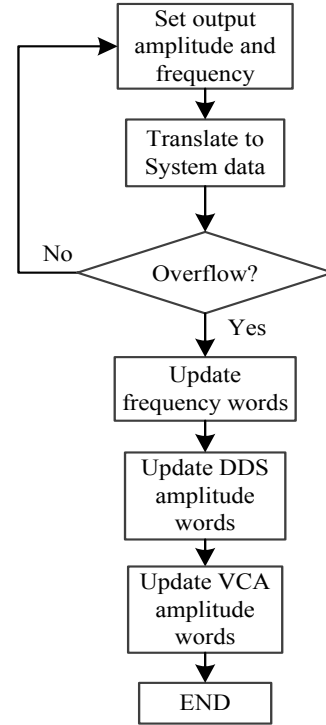 Set output
amplitude and
frequency
Translate to
System data
No
Overflow?
Yes
Update
frequency words
Update DDS
amplitude
words
Update VCA
amplitude
words
END